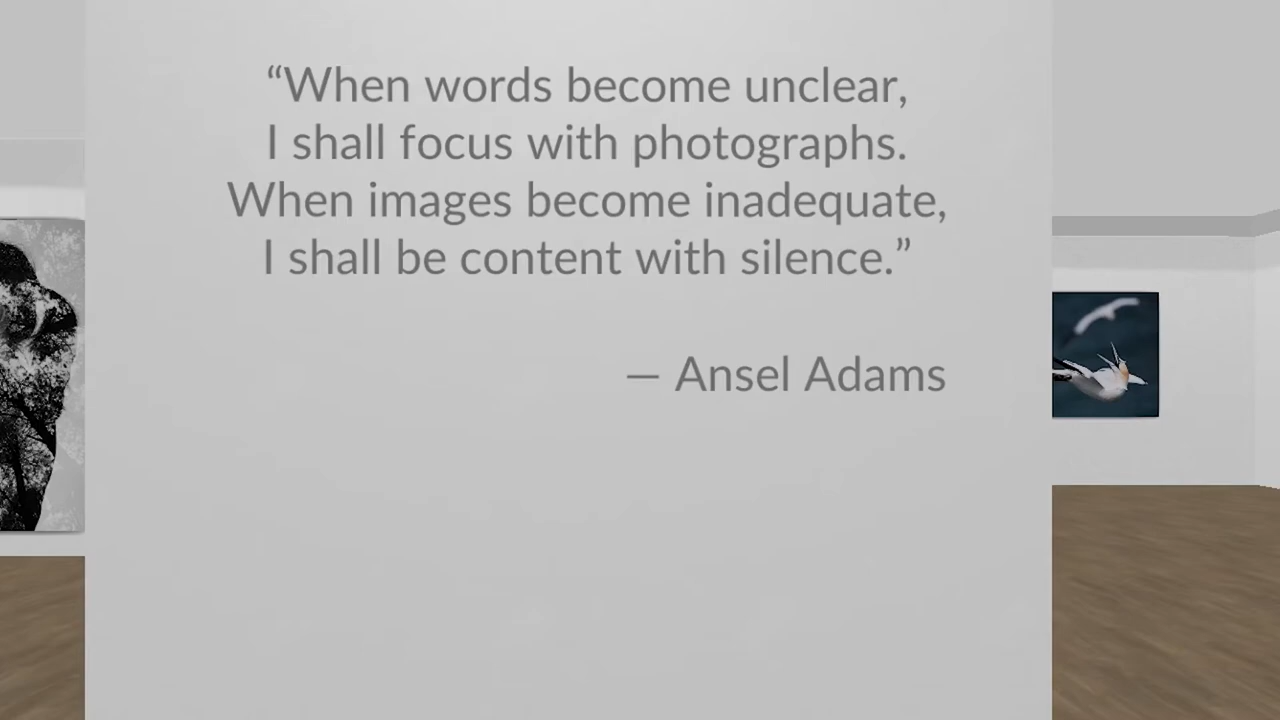 “When words become unclear,
I shall focus with photographs.
When images become inadequate,
I shall be content with silence.”
— Ansel Adams